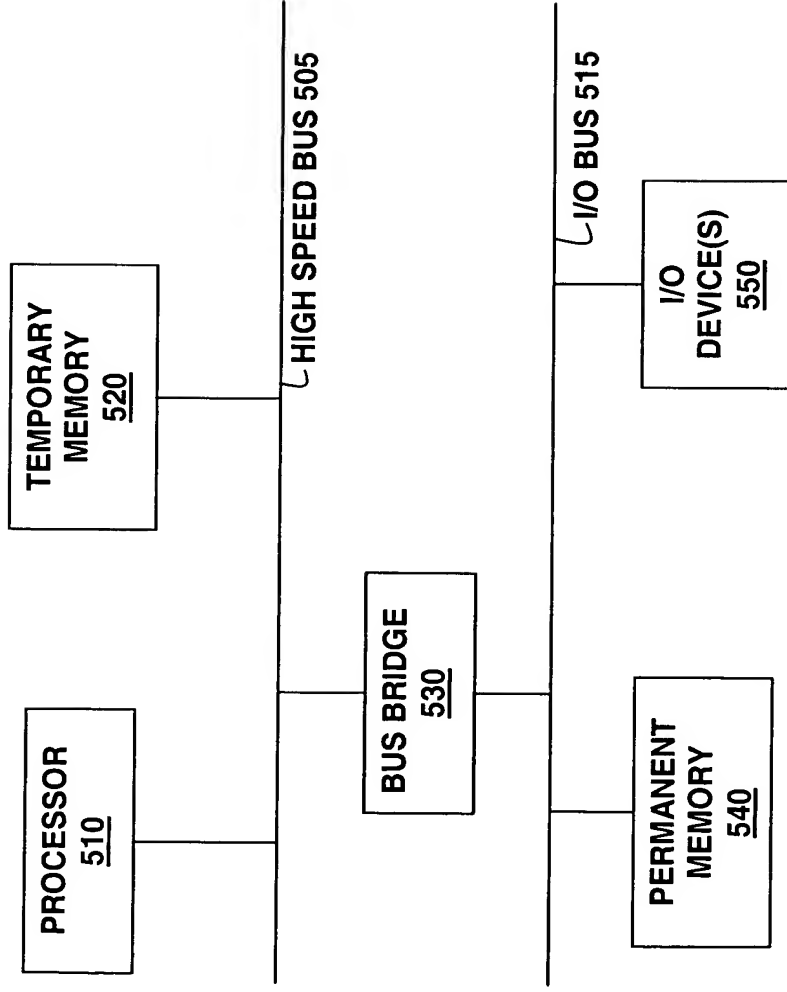 PROCESSOR
510
TEMPORARY
MEMORY
520
HIGH SPEED BUS 505
BUS BRIDGE
530
I/O BUS 515
PERMANENT
MEMORY
540
I/O
DEVICE(S)
550